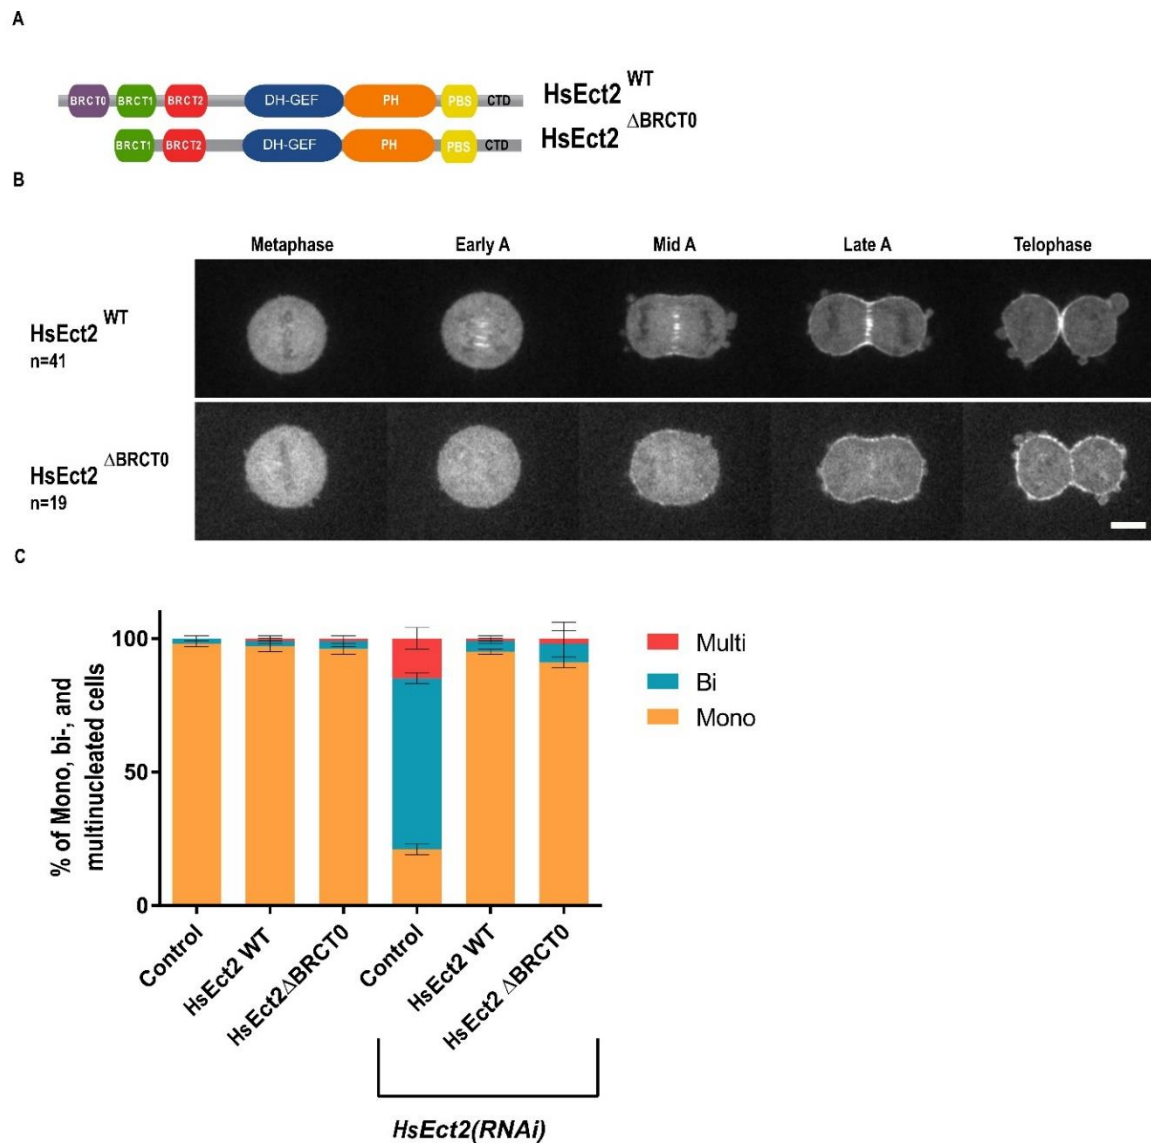 A
BRCT0 BRCT1 BRCT2 DH-GEF PH PBS CTD HsEct2 WT
BRCT1 BRCT2 DH-GEF PH PBS CTD HsEct2 ΔBRCT0
B
Metaphase Early A Mid A Late A Telophase
HsEct2 WT
n=41
HsEct2 ΔBRCT0
n=19
C
% of Mono, bi-, and
multinucleated cells
100
50
0
Multi
Bi
Mono
Control
HsEct2 WT
HsEct2ΔBRCT0
Control
HsEct2 WT
HsEct2 ΔBRCT0
HsEct2(RNAi)